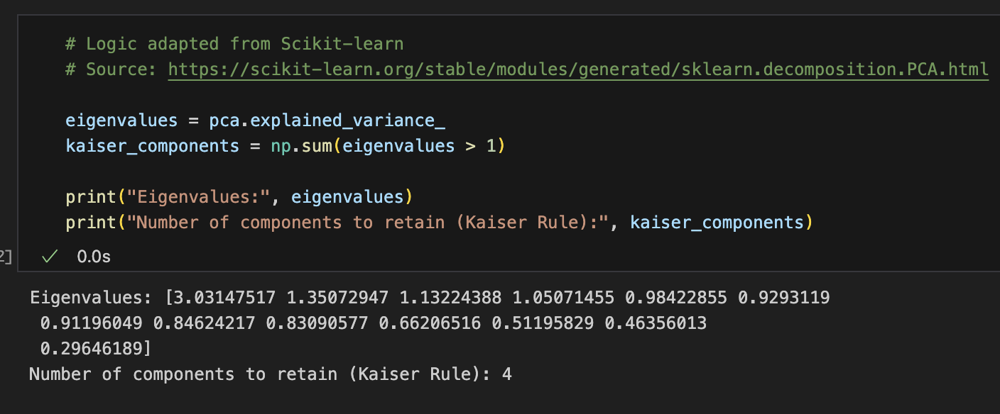 # Logic adapted from Scikit-learn
# Source: https://scikit-learn.org/stable/modules/generated/sklearn.decomposition.PCA.html
eigenvalues = pca.explained_variance_
kaiser_components = np.sum(eigenvalues > 1)
print("Eigenvalues:", eigenvalues)
print("Number of components to retain (Kaiser Rule):", kaiser_components)
2]
✓ 0.0s
Eigenvalues: [3.03147517 1.35072947 1.13224388 1.05071455 0.98422855 0.9293119
0.91196049 0.84624217 0.83090577 0.66206516 0.51195829 0.46356013
0.29646189]
Number of components to retain (Kaiser Rule): 4